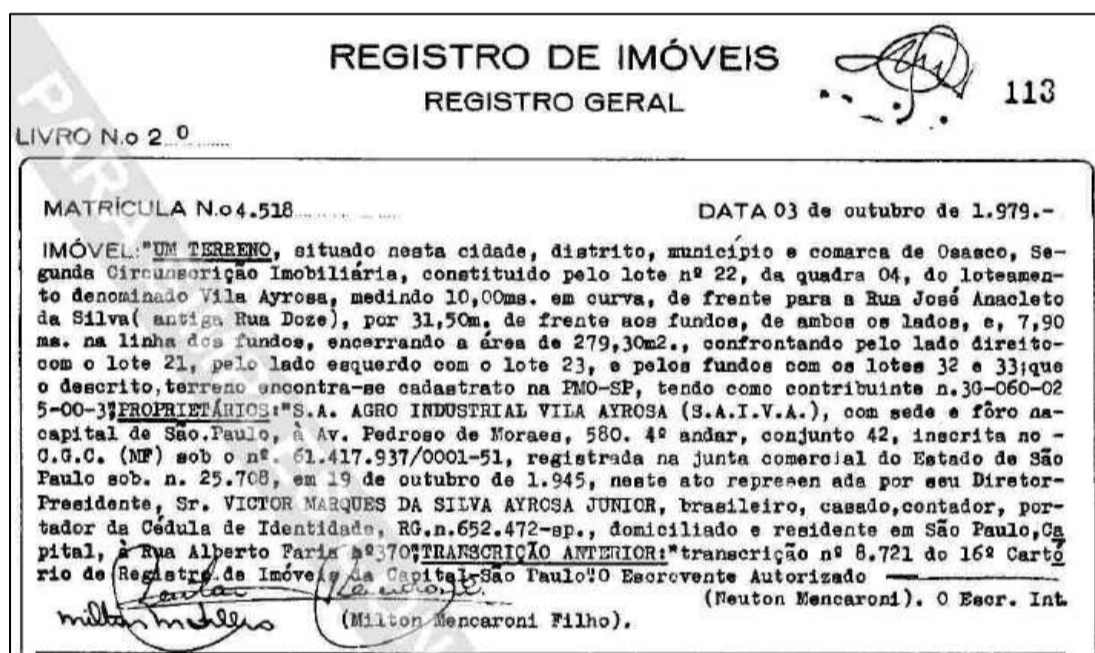 REGISTRO DE IMÓVEIS
REGISTRO GERAL
113
LIVRO N.o 2 0
MATRÍCULA N.o 4.518
DATA 03 de outubro de 1.979.-
IMÓVEL:"UM TERRENO, situado nesta cidade, distrito, município e comarca de Osasco, Se-
gunda Circunscrição Imobiliária, constituido pelo lote nº 22, da quadra 04, do loteamen-
to denominado Vila Ayrosa, medindo 10,00ms. em curva, de frente para a Rua José Anacleto
da Silva( antiga Rua Doze), por 31,50m. de frente aos fundos, de ambos os lados, e, 7,90
ms. na linha dos fundos, encerrando a área de 279,30m2., confrontando pelo lado direito-
com o lote 21, pelo lado esquerdo com o lote 23, e pelos fundos com os lotes 32 e 33;que
o descrito,terreno encontra-se cadastrato na PMO-SP, tendo como contribuinte n.3G-060-02
5-00-3"PROPRIETÁRIOS:"S.A. AGRO INDUSTRIAL VILA AYROSA (S.A.I.V.A.), com sede e fôro na-
capital de São.Paulo, à Av. Pedroso de Moraes, 580. 4º andar, conjunto 42, inscrita no -
C.G.C. (MF) sob o nº. 61.417.937/0001-51, registrada na junta comercial do Estado de São
Paulo sob. n. 25.708, em 19 de outubro de 1.945, neste ato represen ada por seu Diretor-
Presidente, Sr. VICTOR MARQUES DA SILVA AYROSA JUNIOR, brasileiro, casado,contador, por-
tador da Cédula de Identidade, RG.n.652.472-sp., domiciliado e residente em São Paulo,Ca
pital, à Rua Alberto Faria nº370"TRANSCRIÇÃO ANTERIOR:"transcrição nº 8.721 do 16º Cartó
rio de Registro de Imóveis da Capital-São Paulo"O Escrevente Autorizado
(Neuton Mencaroni). O Escr. Int.
(Milton Mencaroni Filho).